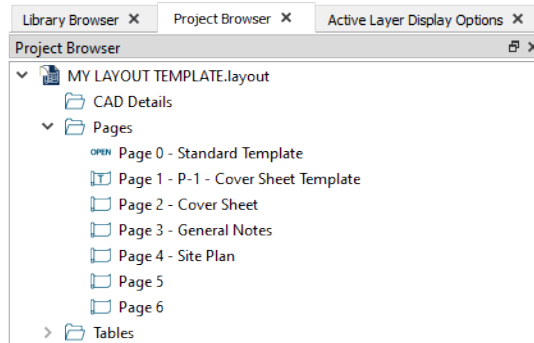 Library Browser Project Browser Active Layer Display Options
Project Browser
MY LAYOUT TEMPLATE.layout
CAD Details
Pages
OPEN Page 0 - Standard Template
T Page 1 - P-1 - Cover Sheet Template
Page 2 - Cover Sheet
Page 3 - General Notes
Page 4 - Site Plan
Page 5
Page 6
Tables